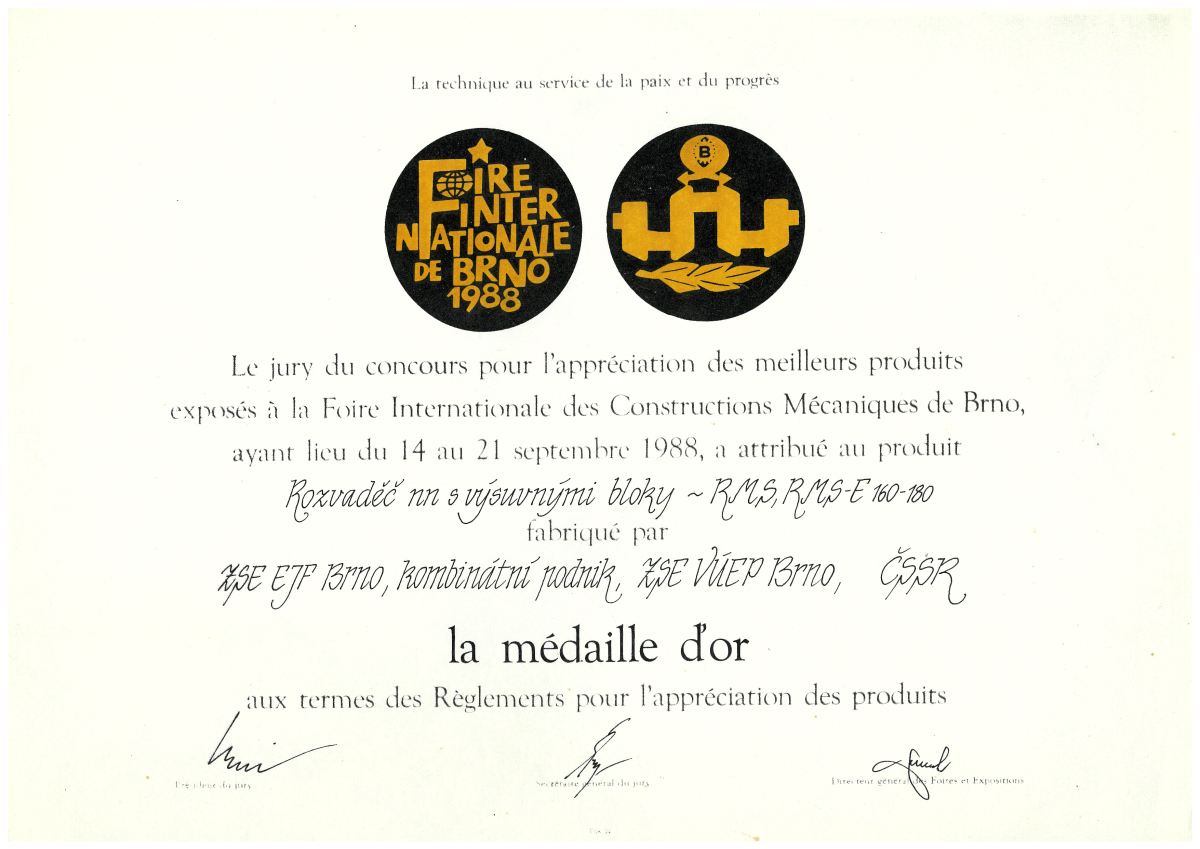 La technique au service de la paix et du progrès
FOIRE
INTER
NATIONALE
DE BRNO
1988
B
Le jury du concours pour l'appréciation des meilleurs produits
exposés à la Foire Internationale des Constructions Mécaniques de Brno,
ayant lieu du 14 au 21 septembre 1988, a attribué au produit
Rozvaděč nn s výsuvnými bloky ~ RMS, RMS-E 160-180
fabriqué par
ZSE EJF Brno, kombinátní podnik, ZSE VÚEP Brno, ČSSR
la médaille d'or
aux termes des Règlements pour l'appréciation des produits
Président du jury
Secrétaire général du jury
Directeur général des Foires et Expositions